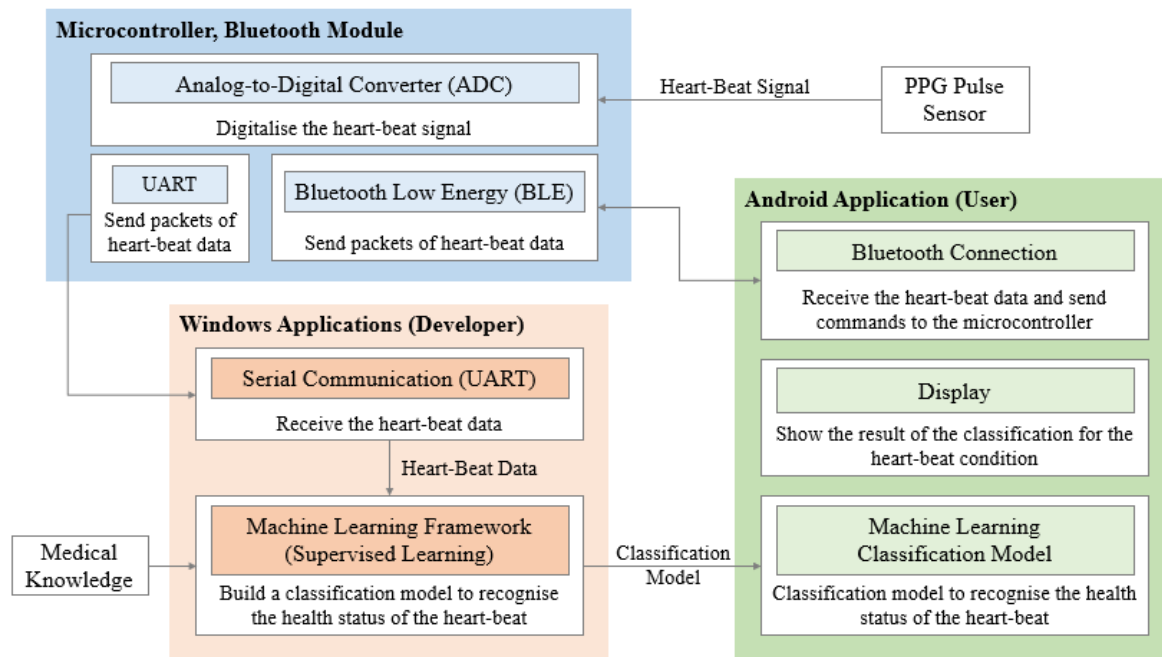 Microcontroller, Bluetooth Module
Analog-to-Digital Converter (ADC)
Digitalise the heart-beat signal
Heart-Beat Signal
PPG Pulse
Sensor
UART
Send packets of
heart-beat data
Bluetooth Low Energy (BLE)
Send packets of heart-beat data
Android Application (User)
Bluetooth Connection
Receive the heart-beat data and send
commands to the microcontroller
Display
Show the result of the classification for the
heart-beat condition
Machine Learning
Classification Model
Classification model to recognise the health
status of the heart-beat
Windows Applications (Developer)
Serial Communication (UART)
Receive the heart-beat data
Heart-Beat Data
Machine Learning Framework
(Supervised Learning)
Build a classification model to recognise
the health status of the heart-beat
Medical
Knowledge
Classification
Model